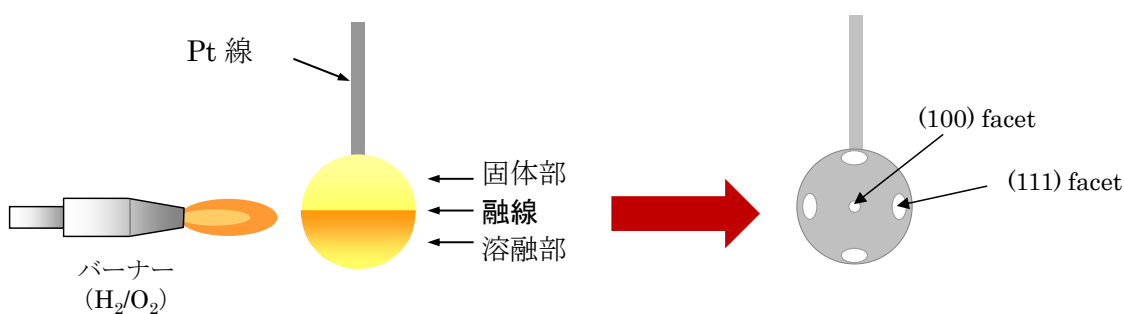 Pt 線
固体部
融線
溶融部
バーナー
(H₂/O₂)
(100) facet
(111) facet